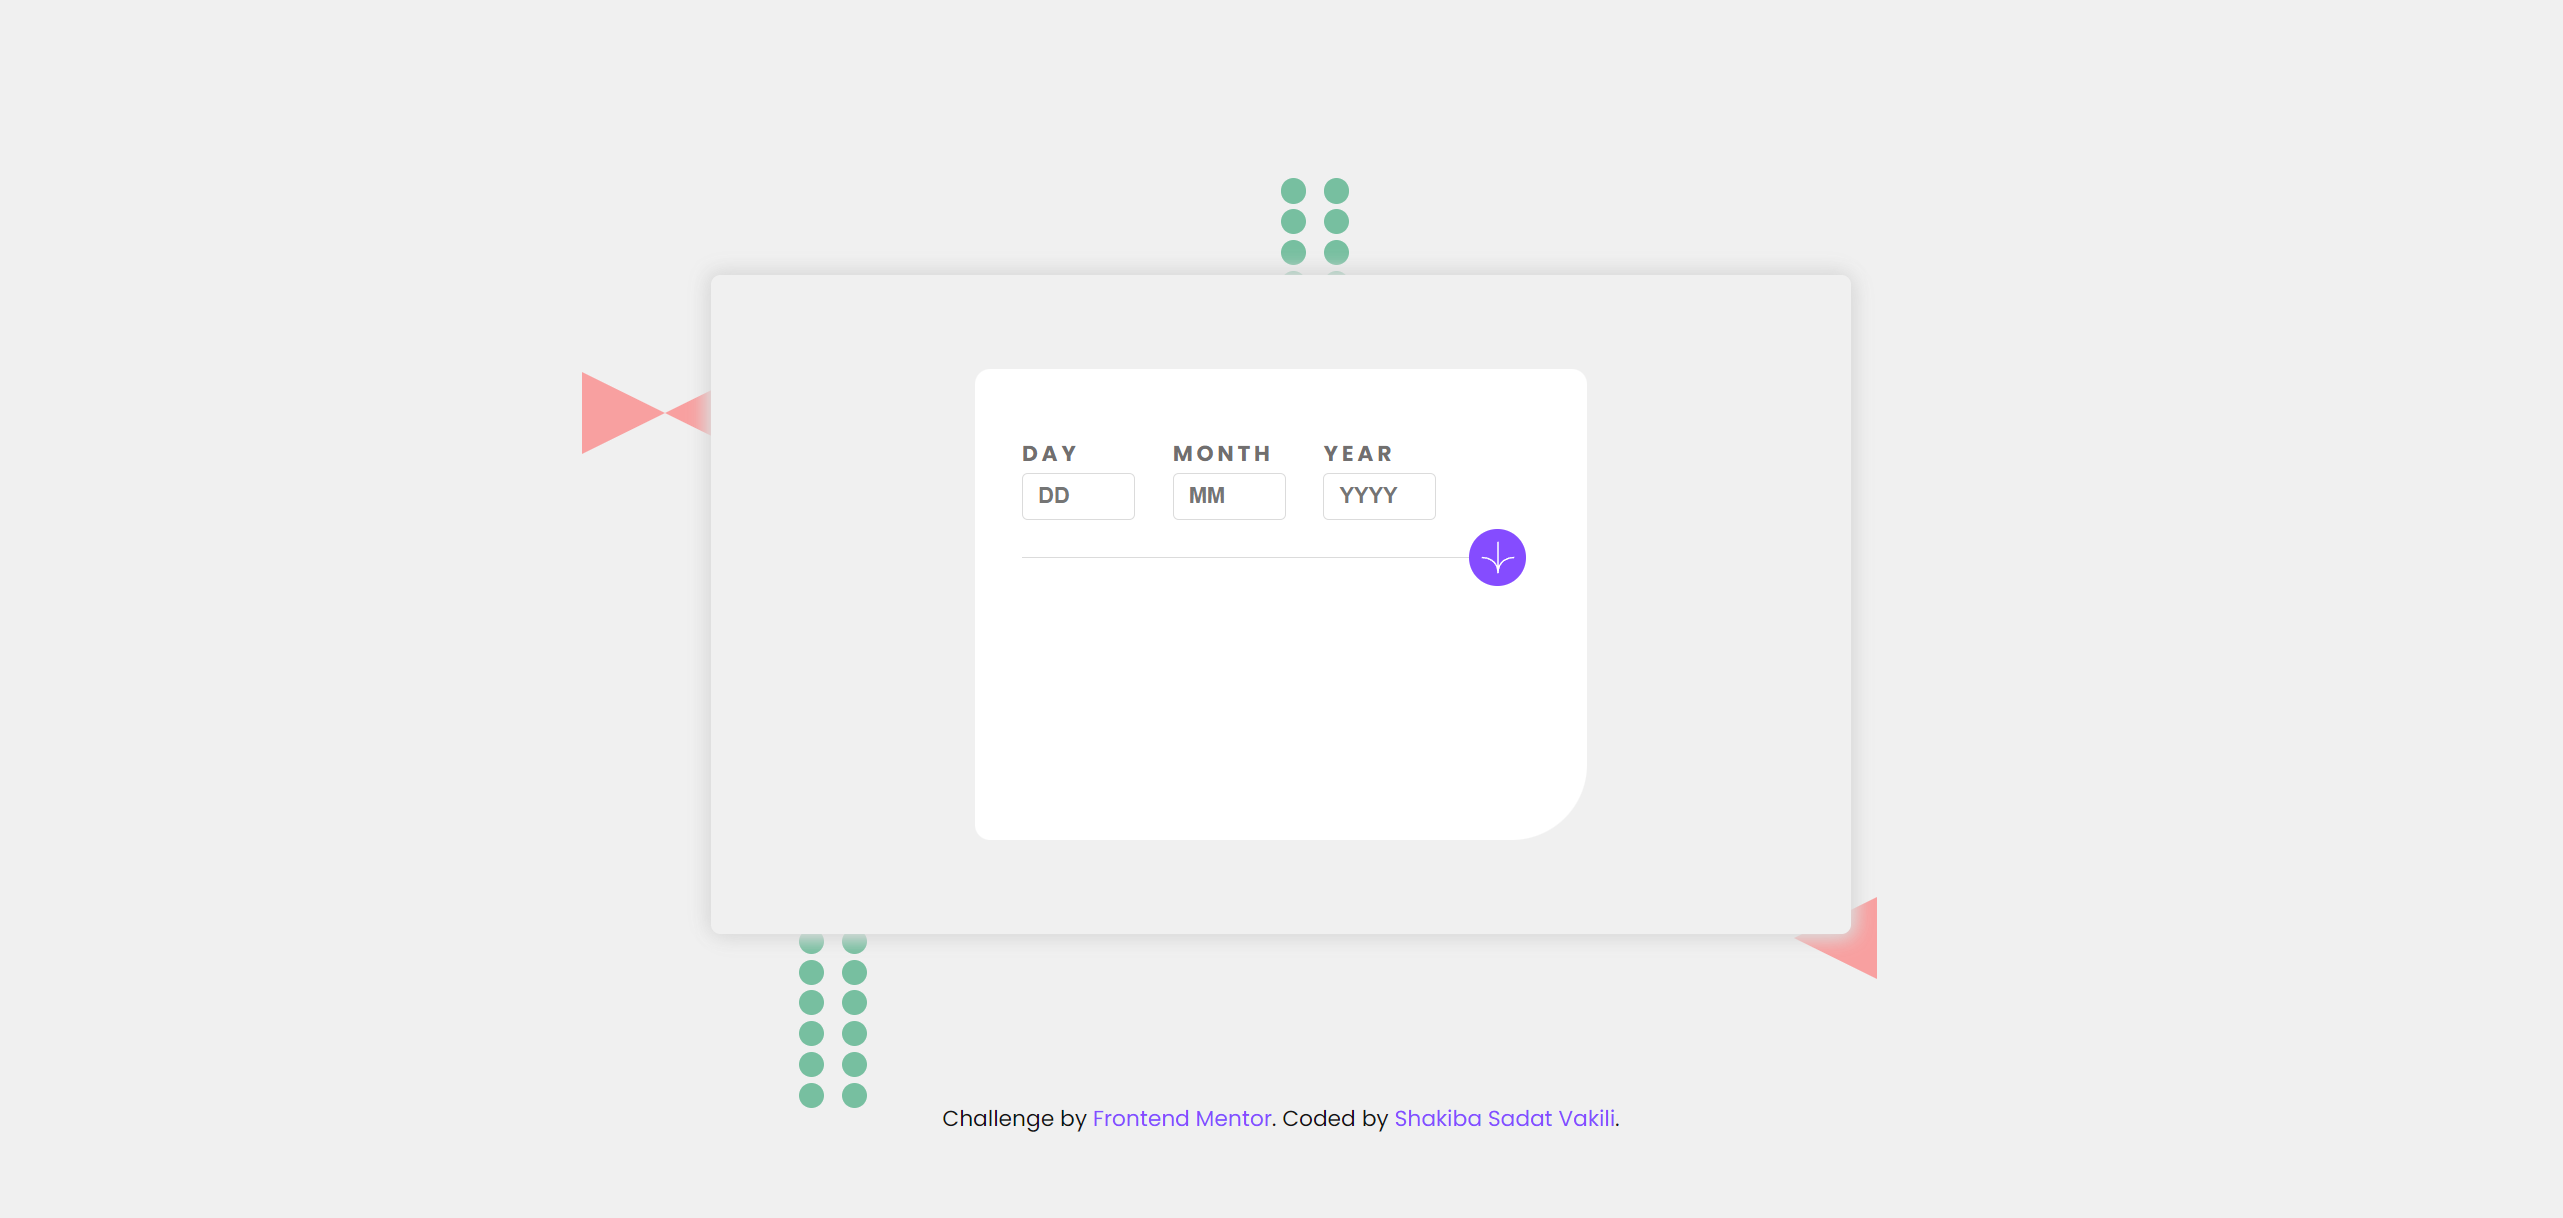 DAY MONTH YEAR
DD MM YYYY
Challenge by Frontend Mentor. Coded by Shakiba Sadat Vakili.